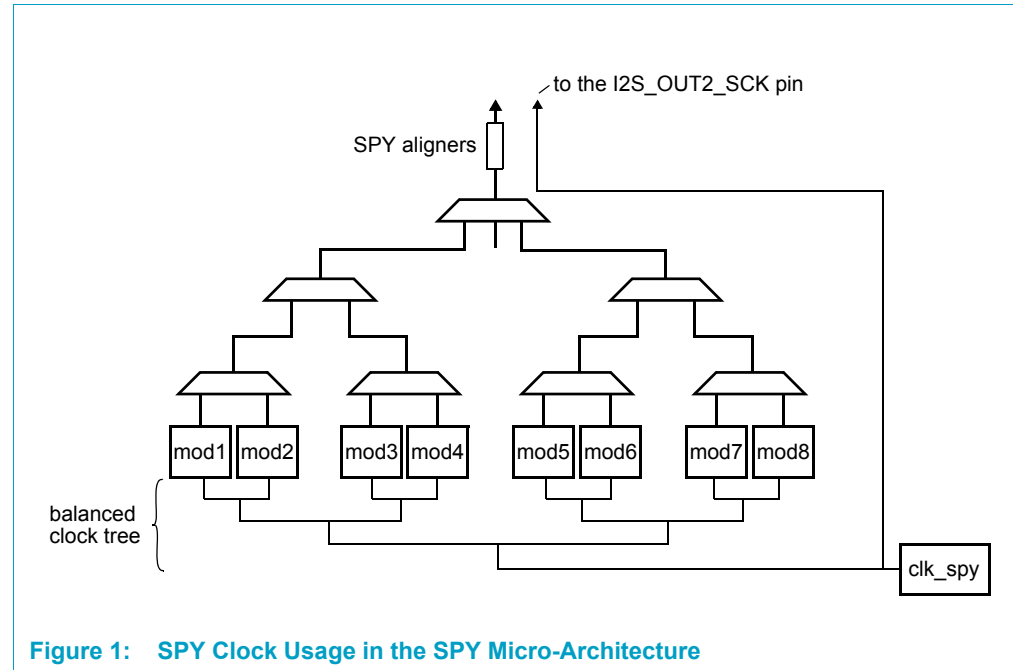 to the I2S_OUT2_SCK pin
SPY aligners
mod1 mod2 mod3 mod4 mod5 mod6 mod7 mod8
balanced
clock tree
clk_spy
Figure 1: SPY Clock Usage in the SPY Micro-Architecture